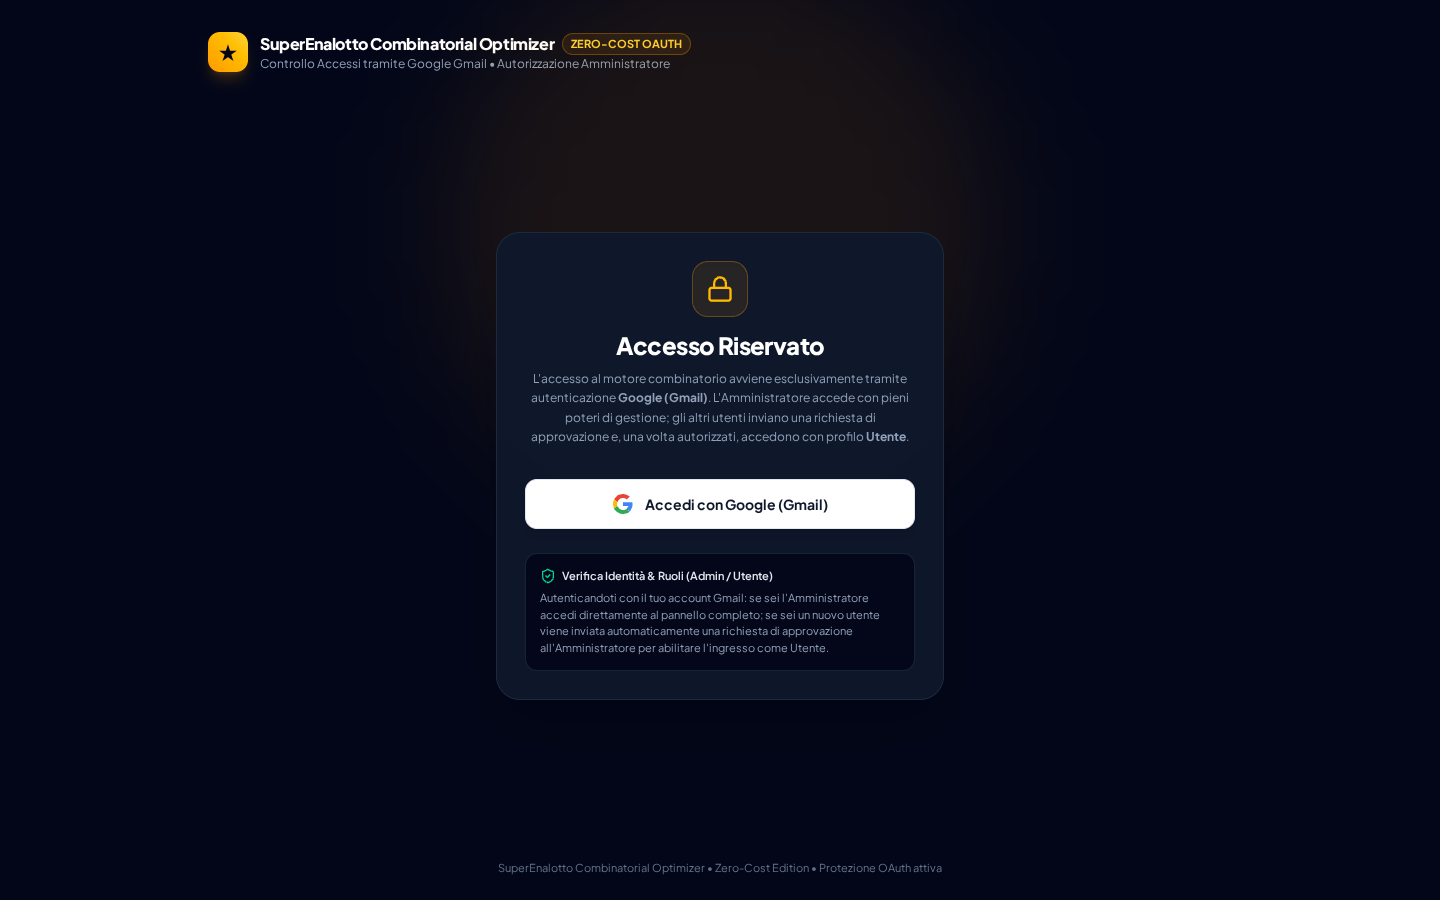 SuperEnalotto Combinatorial Optimizer ZERO-COST OAUTH
Controllo Accessi tramite Google Gmail • Autorizzazione Amministratore
Accesso Riservato
L'accesso al motore combinatorio avviene esclusivamente tramite
autenticazione Google (Gmail). L'Amministratore accede con pieni
poteri di gestione; gli altri utenti inviano una richiesta di
approvazione e, una volta autorizzati, accedono con profilo Utente.
Accedi con Google (Gmail)
Verifica Identità & Ruoli (Admin / Utente)
Autenticandoti con il tuo account Gmail: se sei l'Amministratore
accedi direttamente al pannello completo; se sei un nuovo utente
viene inviata automaticamente una richiesta di approvazione
all'Amministratore per abilitare l'ingresso come Utente.
SuperEnalotto Combinatorial Optimizer • Zero-Cost Edition • Protezione OAuth attiva